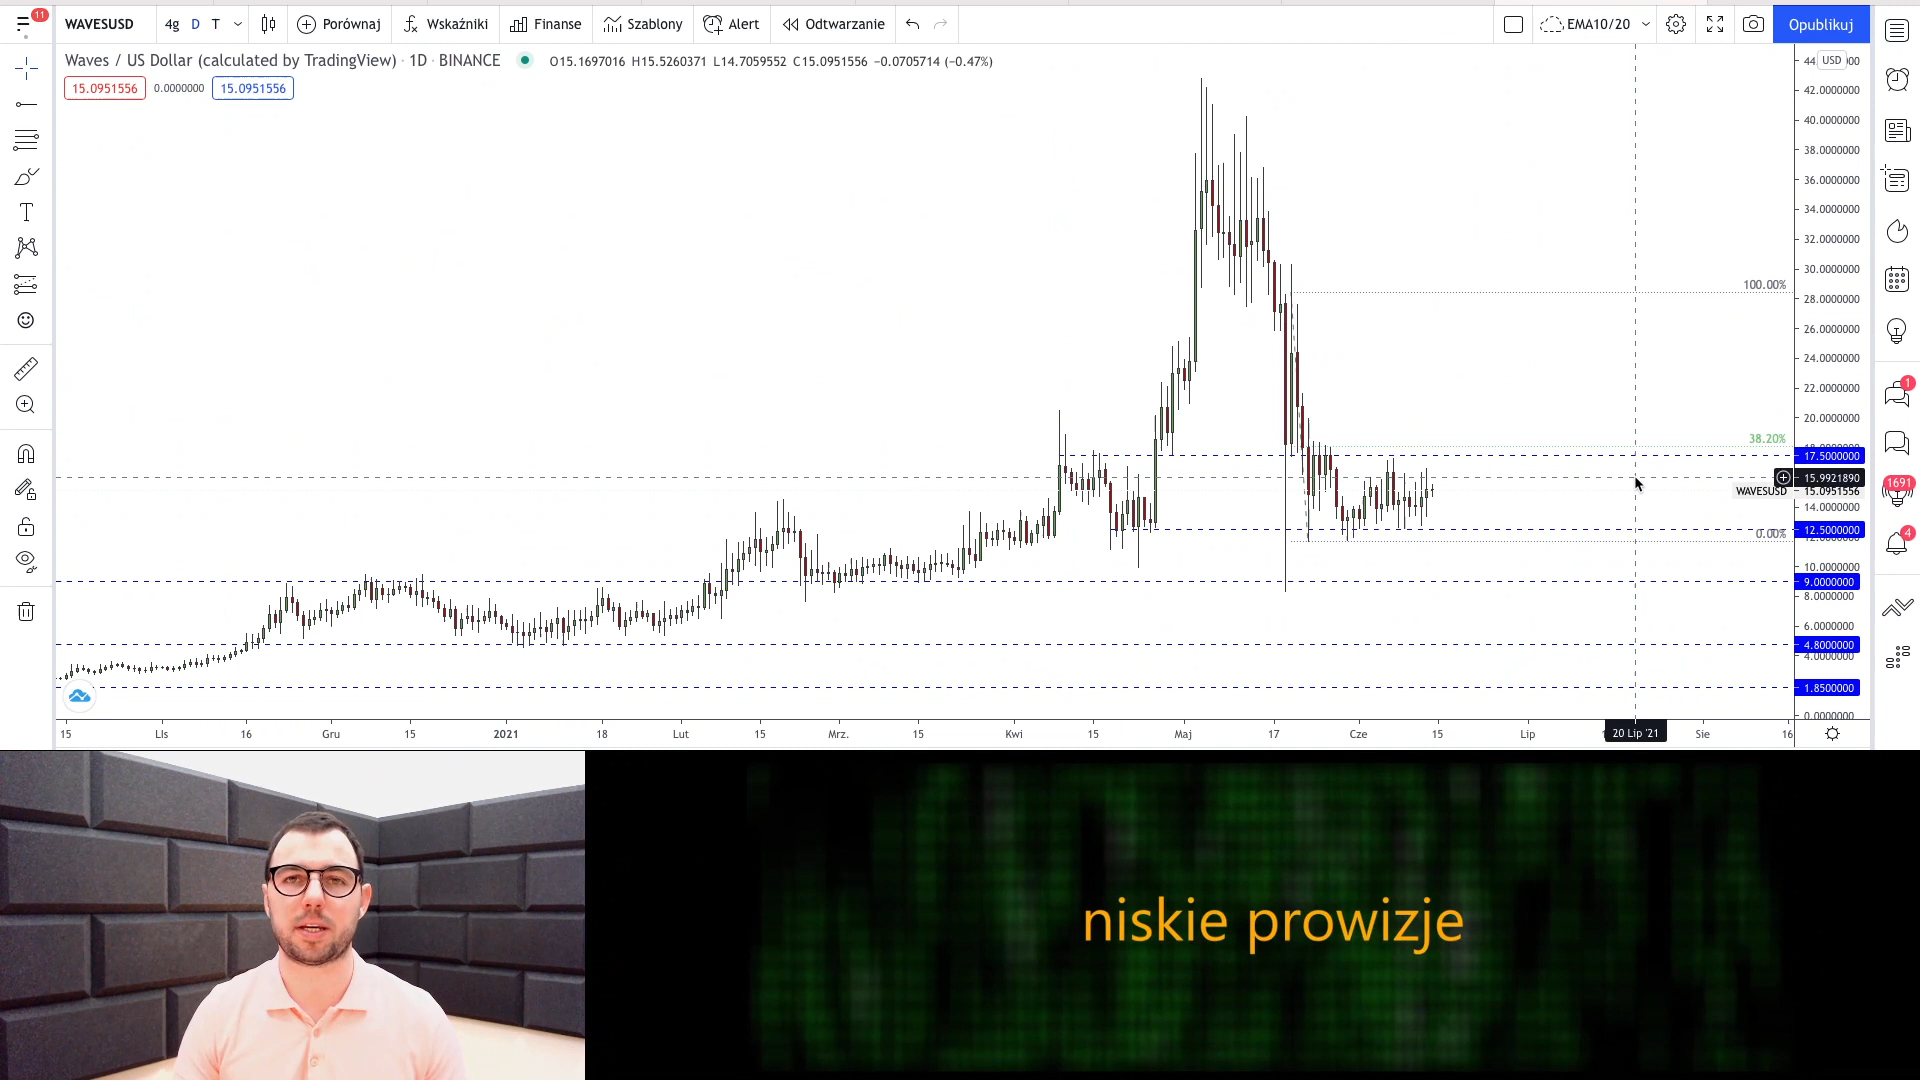 11
WAVESUSD
4g D T
Porównaj
Wskaźniki
Finanse
Szablony
Alert
Odtwarzanie
EMA10/20
Opublikuj
Waves / US Dollar (calculated by TradingView) · 1D · BINANCE
O15.1697016 H15.5260371 L14.7059552 C15.0951556 −0.0705714 (−0.47%)
15.0951556 0.0000000 15.0951556
USD
42.0000000
40.0000000
38.0000000
36.0000000
34.0000000
32.0000000
30.0000000
100.00%
28.0000000
26.0000000
24.0000000
22.0000000
20.0000000
38.20%
17.5000000
15.9921890
WAVESUSD 15.0951556
14.0000000
12.5000000
0.00%
10.0000000
9.0000000
8.0000000
6.0000000
4.8000000
4.0000000
1.8500000
0.0000000
15 Lis 16 Gru 15 2021 18 Lut 15 Mrz. 15 Kwi 15 Maj 17 Cze 15 Lip 20 Lip '21 Sie 16
1
1691
4
niskie prowizje